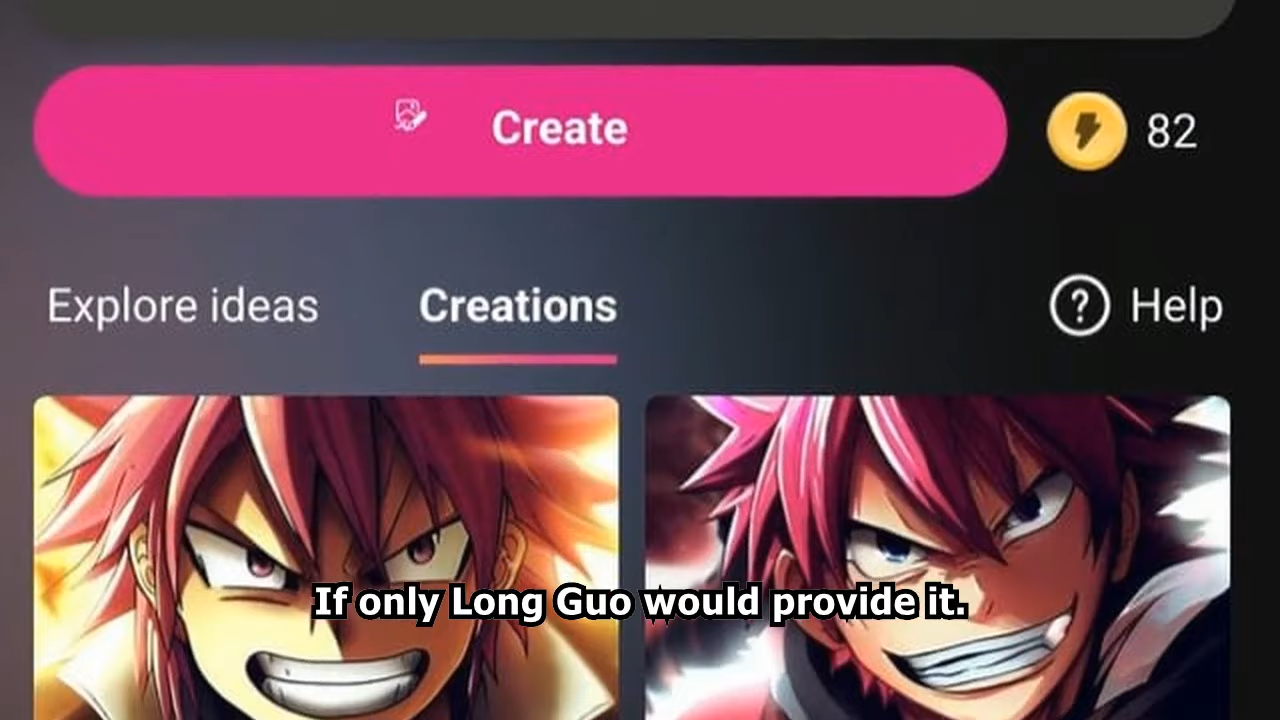 Create
82
Explore ideas
Creations
Help
If only Long Guo would provide it.